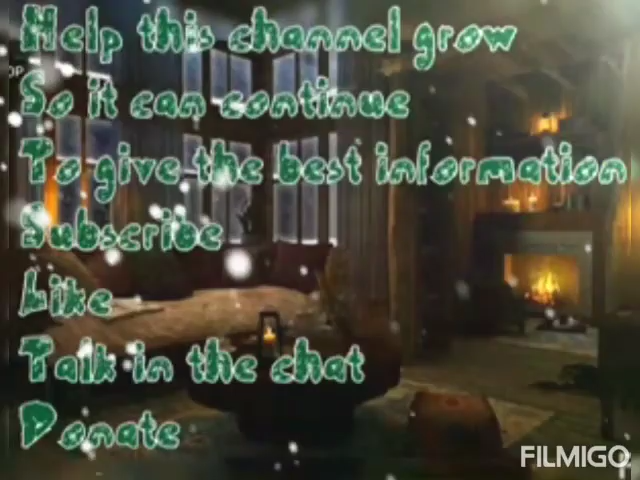 Help this channel grow
OP
So it can continue
To give the best information
Subscribe
Like
Talk in the chat
Donate
FILMIGO